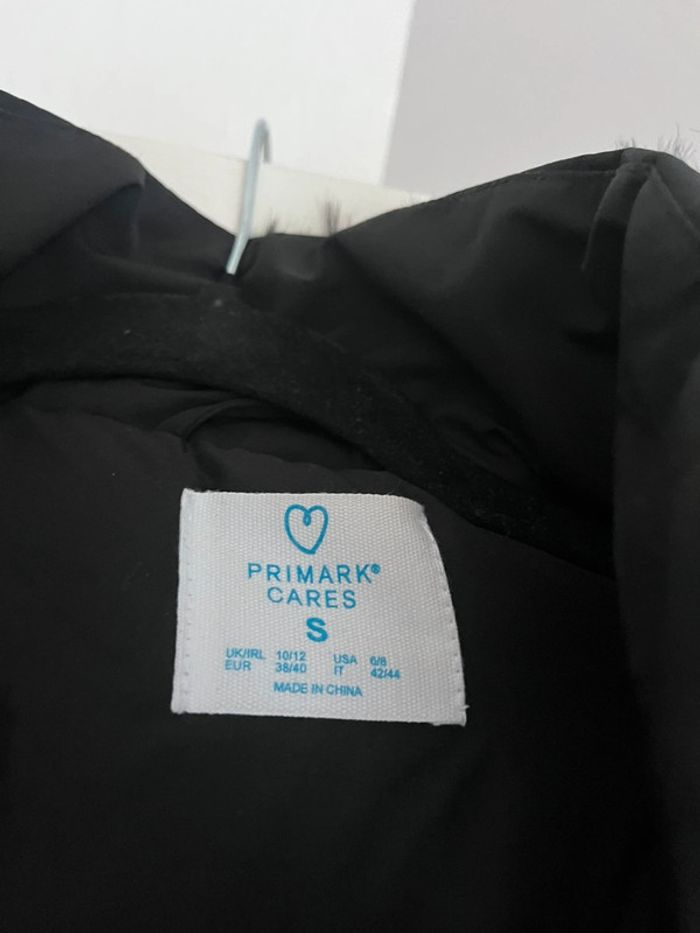 PRIMARK®
CARES
S
UK/IRL 10/12 USA 6/8
EUR 38/40 IT 42/44
MADE IN CHINA